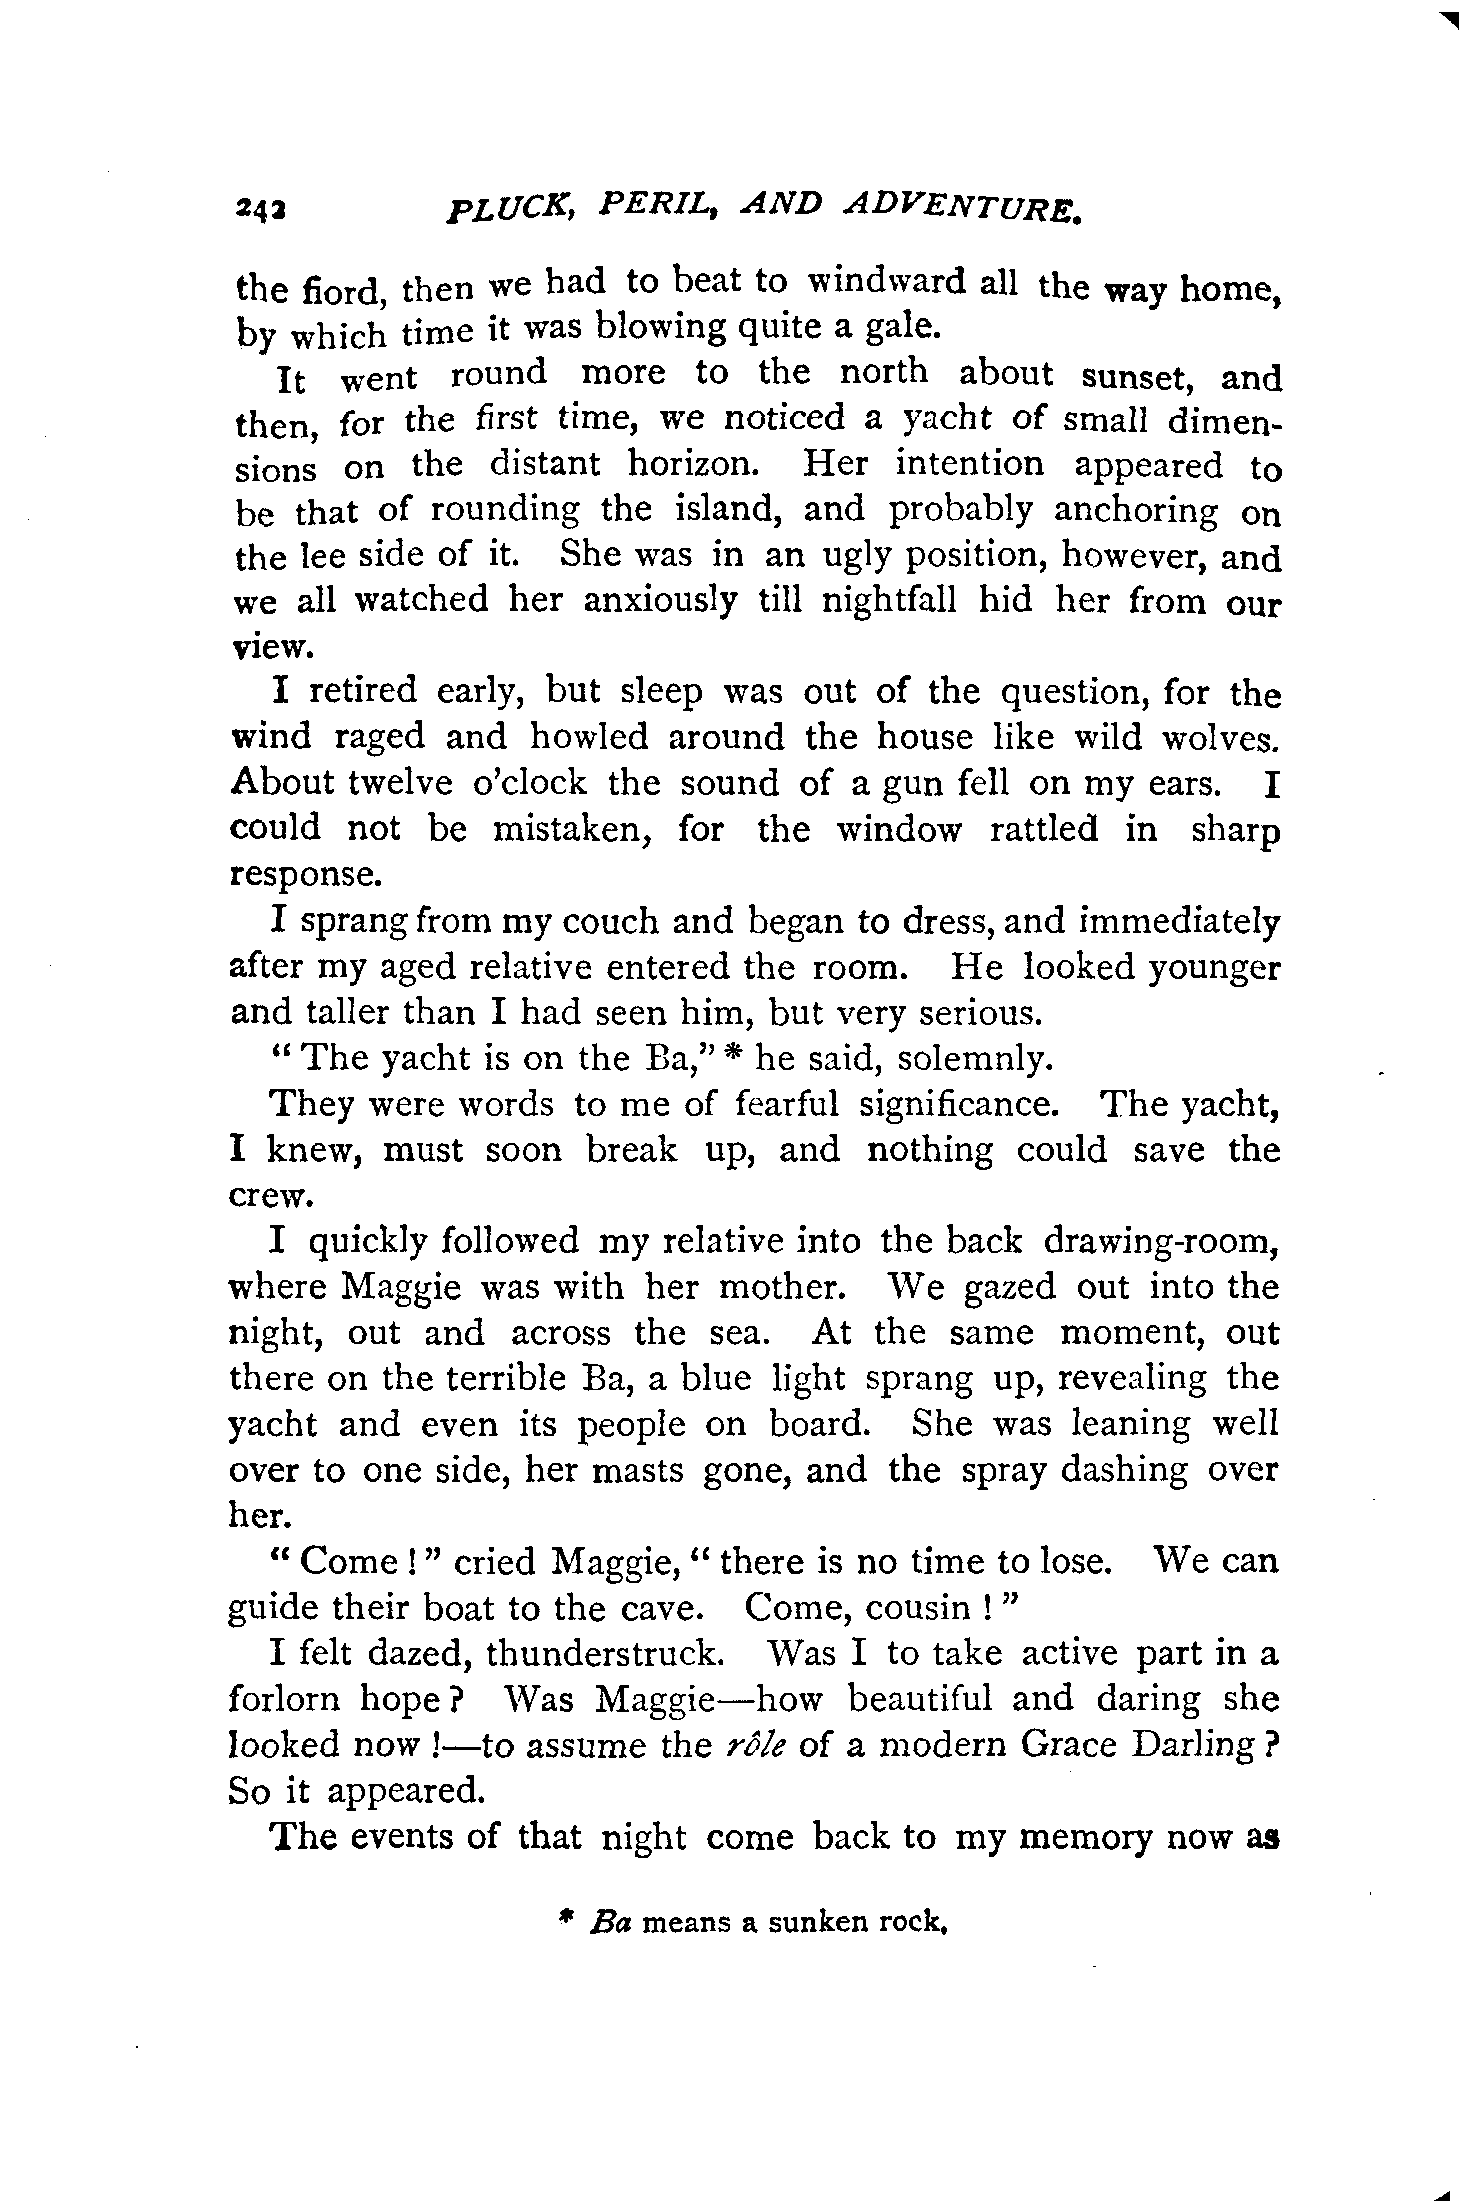 242 PLUCK, PERIL, AND ADVENTURE.
the fiord, then we had to beat to windward all the way home,
by which time it was blowing quite a gale.
It went round more to the north about sunset, and
then, for the first time, we noticed a yacht of small dimen-
sions on the distant horizon. Her intention appeared to
be that of rounding the island, and probably anchoring on
the lee side of it. She was in an ugly position, however, and
we all watched her anxiously till nightfall hid her from our
view.
I retired early, but sleep was out of the question, for the
wind raged and howled around the house like wild wolves.
About twelve o'clock the sound of a gun fell on my ears. I
could not be mistaken, for the window rattled in sharp
response.
I sprang from my couch and began to dress, and immediately
after my aged relative entered the room. He looked younger
and taller than I had seen him, but very serious.
“ The yacht is on the Ba,” * he said, solemnly.
They were words to me of fearful significance. The yacht,
I knew, must soon break up, and nothing could save the
crew.
I quickly followed my relative into the back drawing-room,
where Maggie was with her mother. We gazed out into the
night, out and across the sea. At the same moment, out
there on the terrible Ba, a blue light sprang up, revealing the
yacht and even its people on board. She was leaning well
over to one side, her masts gone, and the spray dashing over
her.
“ Come ! ” cried Maggie, “ there is no time to lose. We can
guide their boat to the cave. Come, cousin ! ”
I felt dazed, thunderstruck. Was I to take active part in a
forlorn hope ? Was Maggie—how beautiful and daring she
looked now !—to assume the rôle of a modern Grace Darling ?
So it appeared.
The events of that night come back to my memory now as
* Ba means a sunken rock.